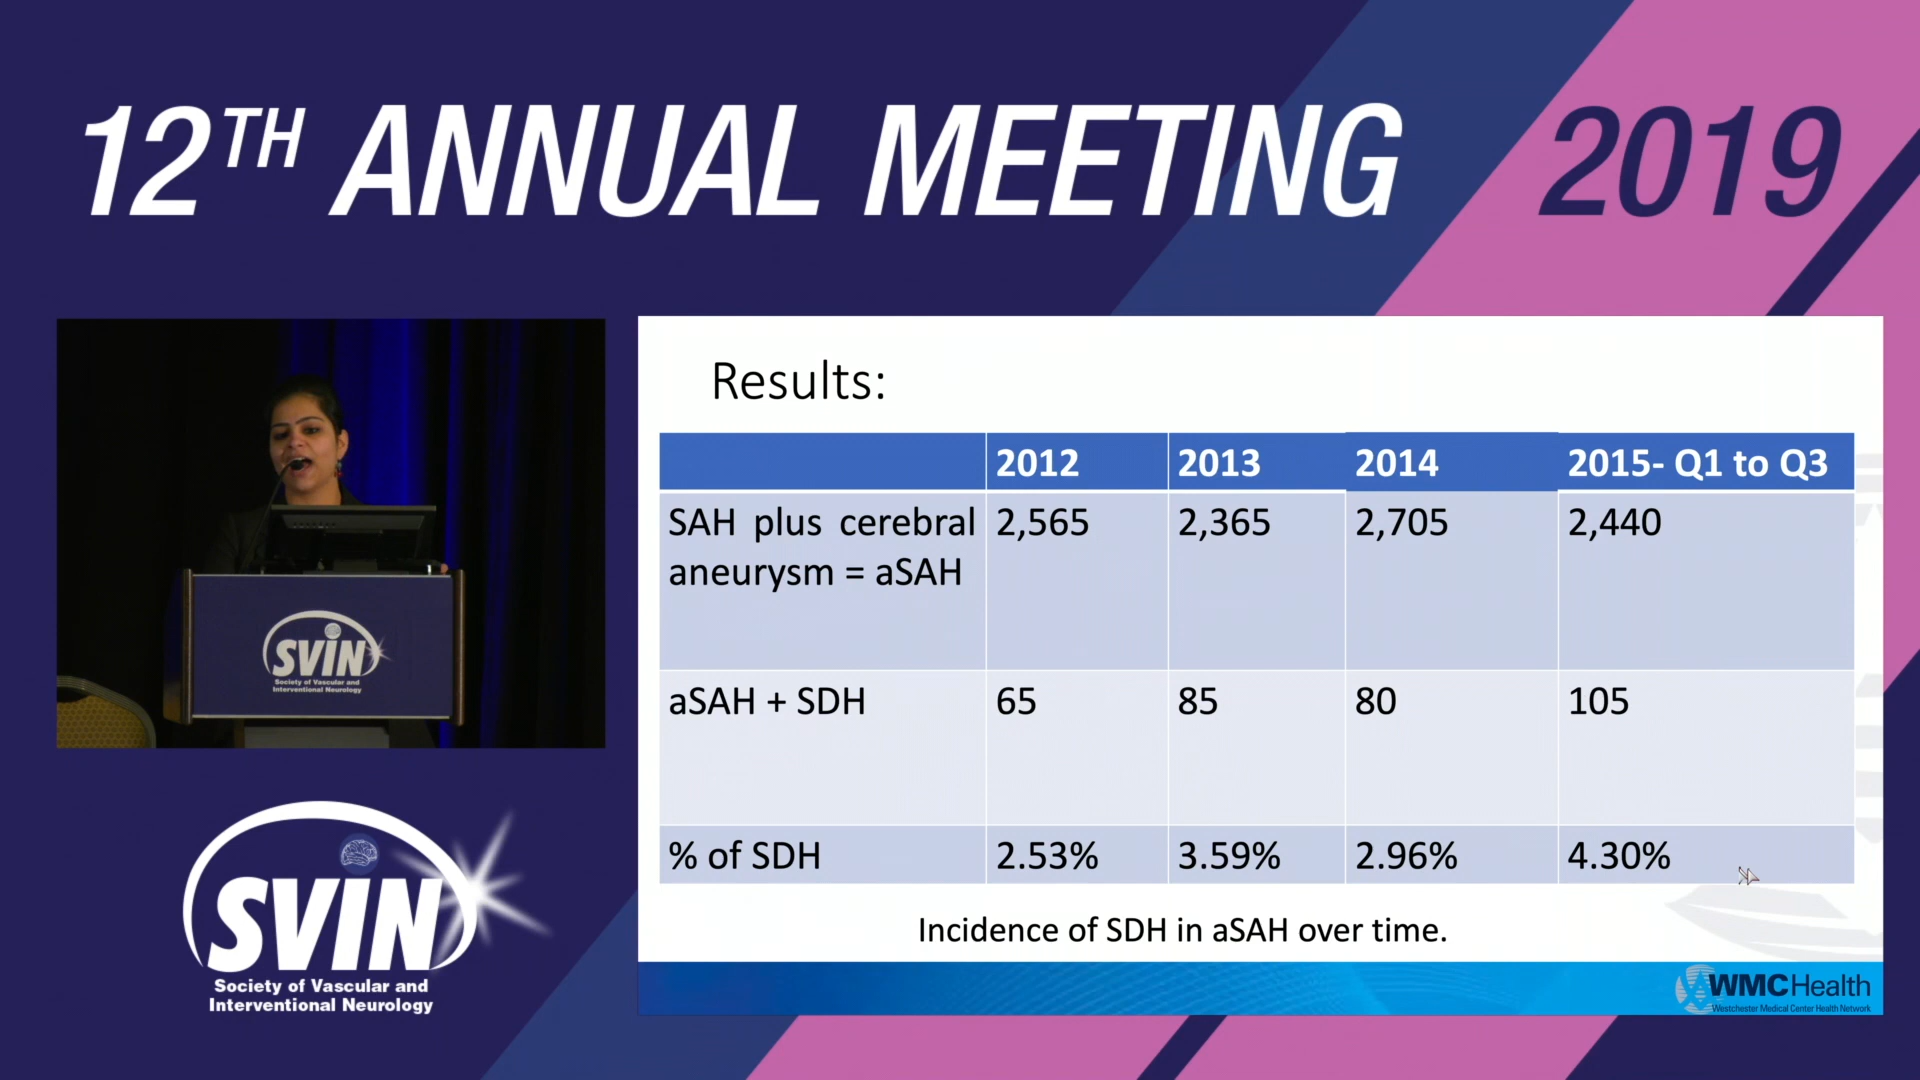 12TH ANNUAL MEETING 2019
SVIN
Society of Vascular and
Interventional Neurology
Results:
2012 2013 2014 2015- Q1 to Q3
SAH plus cerebral aneurysm = aSAH 2,565 2,365 2,705 2,440
aSAH + SDH 65 85 80 105
% of SDH 2.53% 3.59% 2.96% 4.30%
Incidence of SDH in aSAH over time.
WMCHealth
Westchester Medical Center Health Network
SVIN
Society of Vascular and
Interventional Neurology